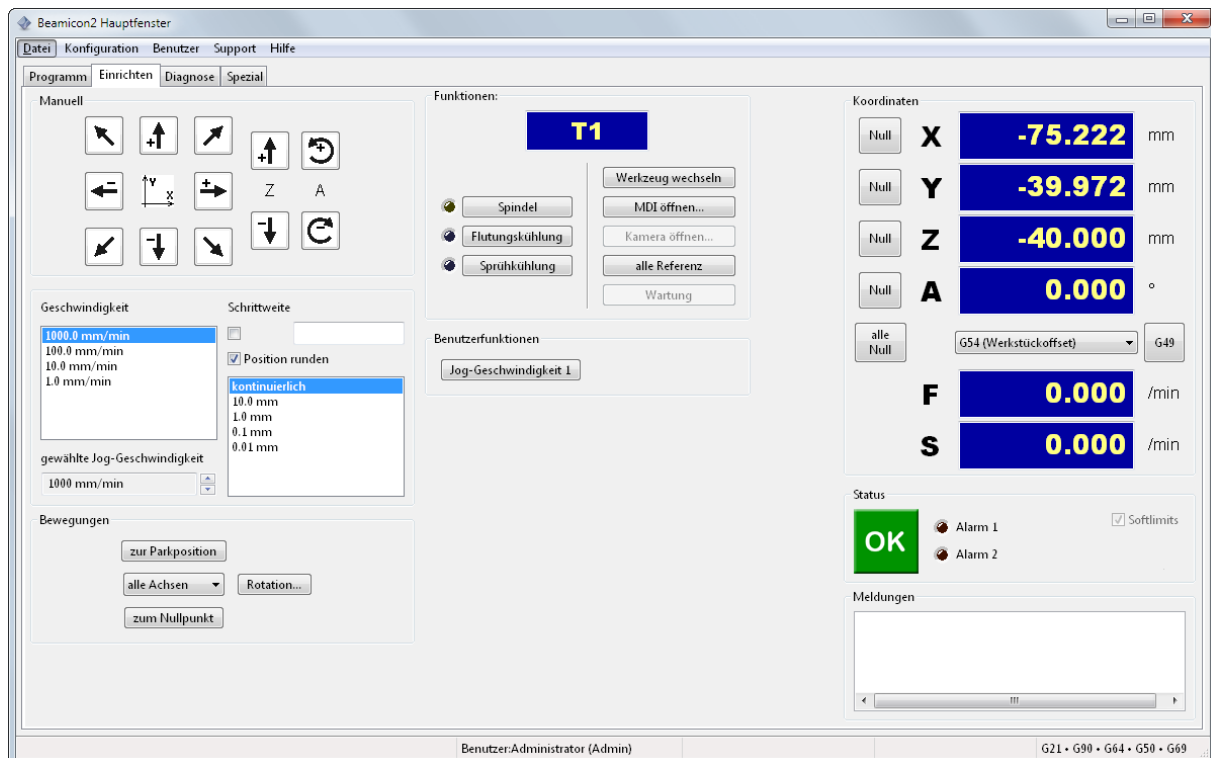 Beamicon2 Hauptfenster
Datei Konfiguration Benutzer Support Hilfe
Programm Einrichten Diagnose Spezial
Manuell
+
+
+
-
Y
X
+
Z
A
-
-
Geschwindigkeit
1000.0 mm/min
100.0 mm/min
10.0 mm/min
1.0 mm/min
gewählte Jog-Geschwindigkeit
1000 mm/min
Schrittweite
Position runden
kontinuierlich
10.0 mm
1.0 mm
0.1 mm
0.01 mm
Bewegungen
zur Parkposition
alle Achsen Rotation...
zum Nullpunkt
Funktionen:
T1
Spindel
Flutungskühlung
Sprühkühlung
Werkzeug wechseln
MDI öffnen...
Kamera öffnen...
alle Referenz
Wartung
Benutzerfunktionen
Jog-Geschwindigkeit 1
Koordinaten
Null X -75.222 mm
Null Y -39.972 mm
Null Z -40.000 mm
Null A 0.000 °
alle
Null
G54 (Werkstückoffset) G49
F 0.000 /min
S 0.000 /min
Status
OK
Alarm 1
Alarm 2
Softlimits
Meldungen
Benutzer:Administrator (Admin)
G21 • G90 • G64 • G50 • G69